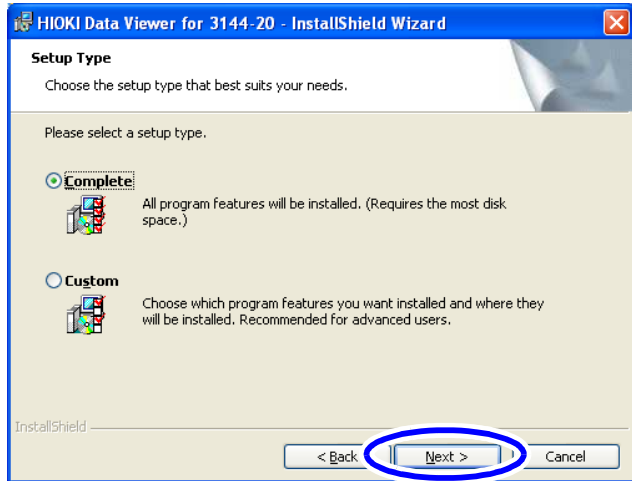 HIOKI Data Viewer for 3144-20 - InstallShield Wizard
Setup Type
Choose the setup type that best suits your needs.
Please select a setup type.
Complete
All program features will be installed. (Requires the most disk
space.)
Custom
Choose which program features you want installed and where they
will be installed. Recommended for advanced users.
InstallShield
< Back Next > Cancel